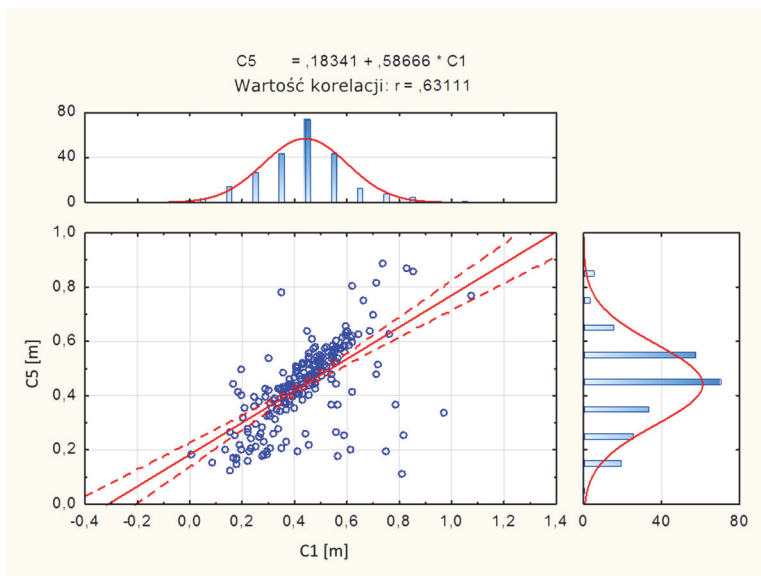 C5 = ,18341 + ,58666 * C1
Wartość korelacji: r = ,63111
80
40
0
1,0
0,8
0,6
0,4
0,2
0,0
C5 [m]
-0,4 -0,2 0,0 0,2 0,4 0,6 0,8 1,0 1,2 1,4
0 40 80
C1 [m]